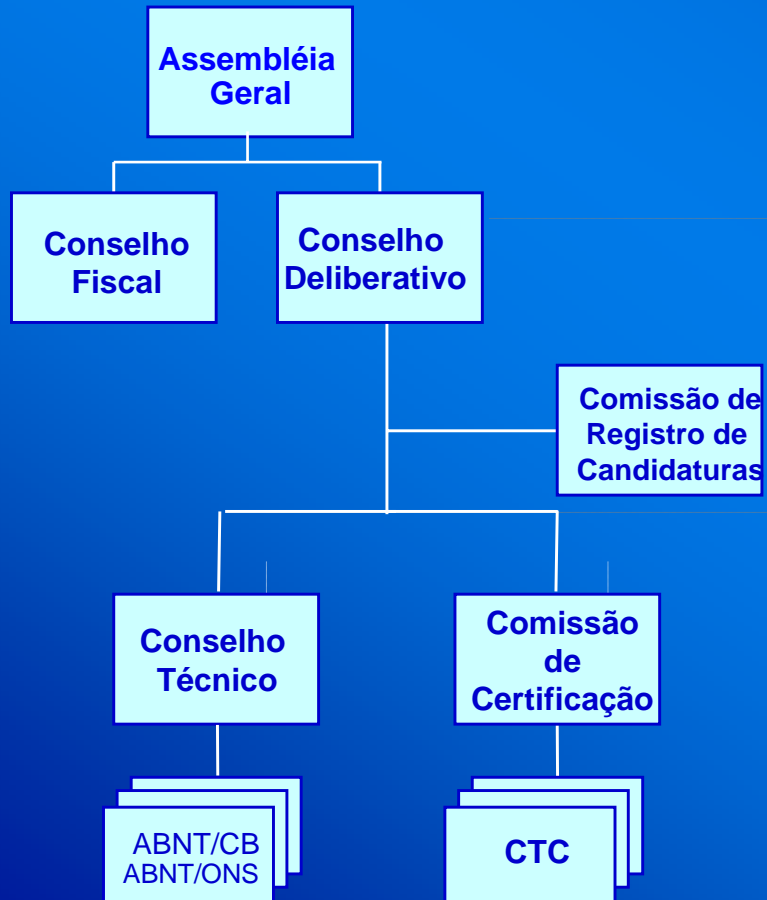 Assembléia
Geral
Conselho
Fiscal
Conselho
Deliberativo
Comissão de
Registro de
Candidaturas
Conselho
Técnico
Comissão
de
Certificação
ABNT/CB
ABNT/ONS
CTC